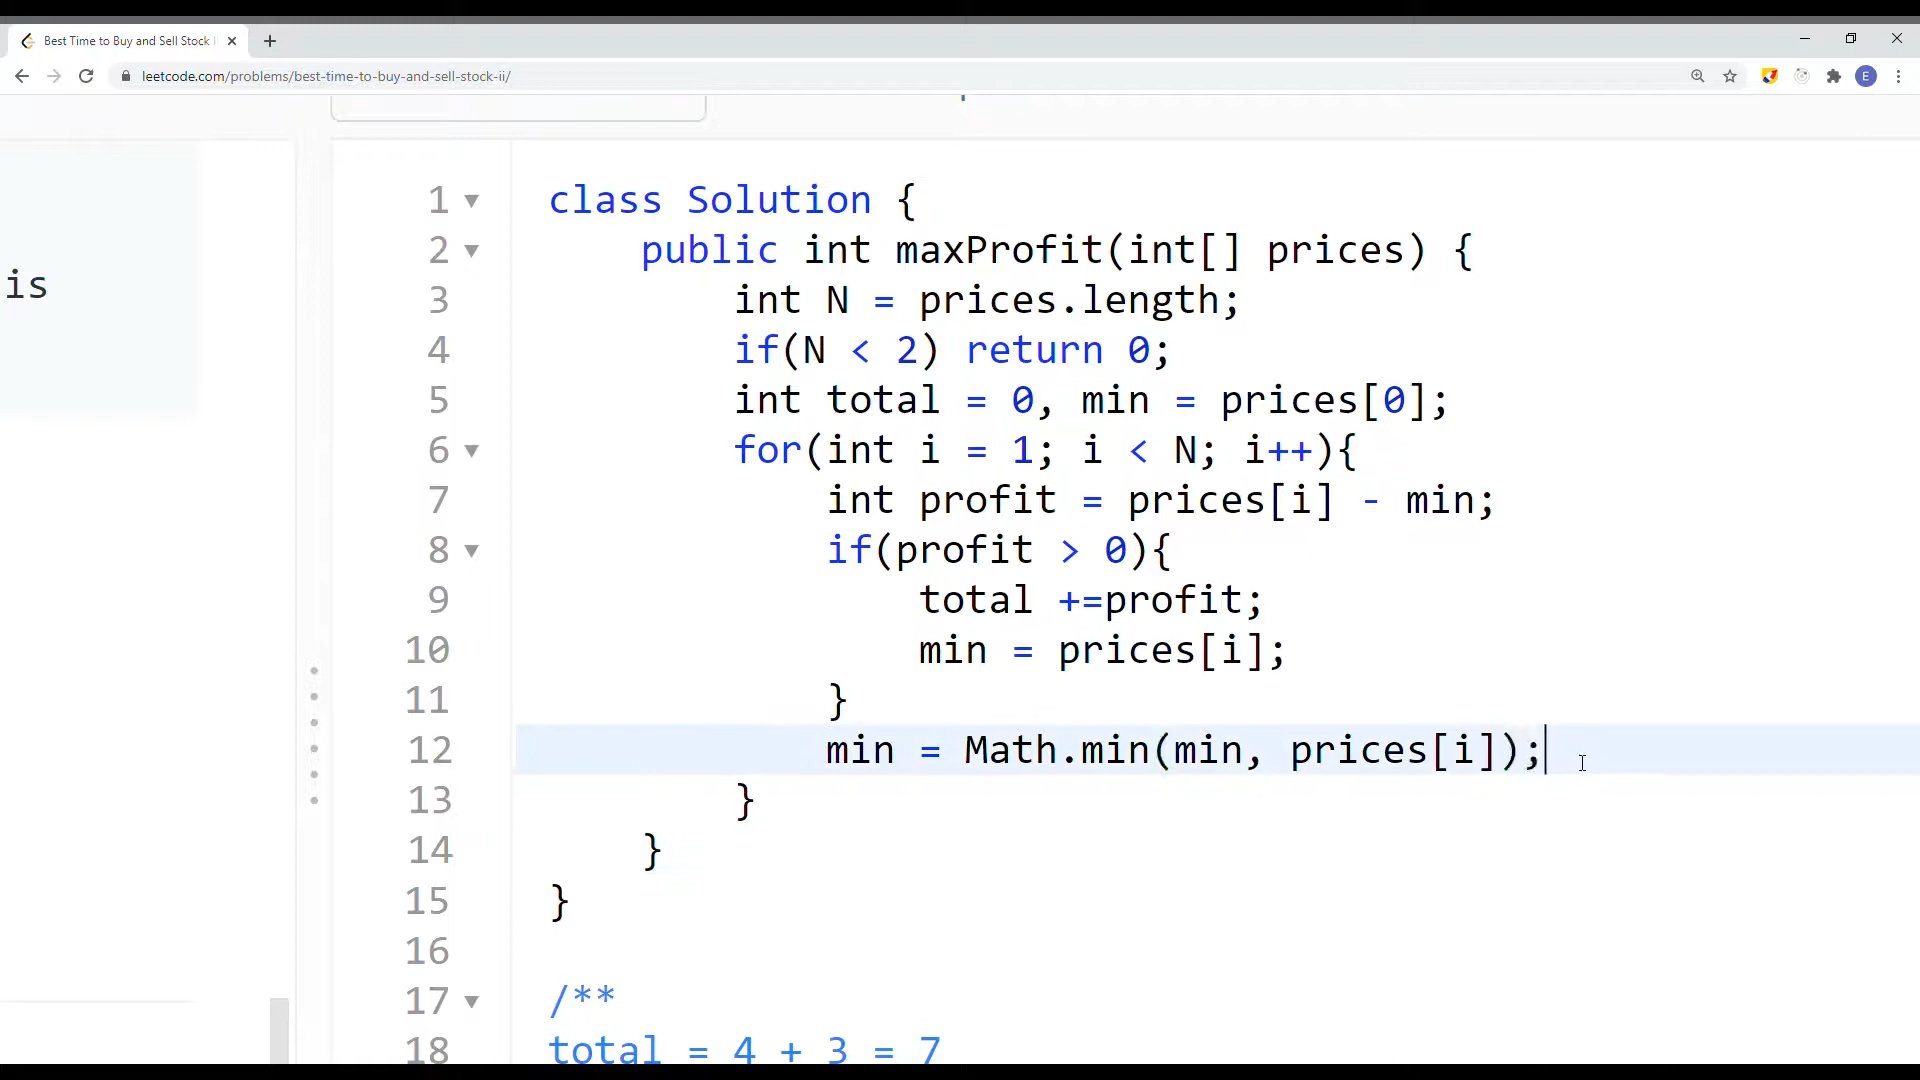 Best Time to Buy and Sell Stock
leetcode.com/problems/best-time-to-buy-and-sell-stock-ii/
E
is
1 class Solution {
2 public int maxProfit(int[] prices) {
3 int N = prices.length;
4 if(N < 2) return 0;
5 int total = 0, min = prices[0];
6 for(int i = 1; i < N; i++){
7 int profit = prices[i] - min;
8 if(profit > 0){
9 total +=profit;
10 min = prices[i];
11 }
12 min = Math.min(min, prices[i]);
13 }
14 }
15 }
16
17 /**
18 total = 4 + 3 = 7